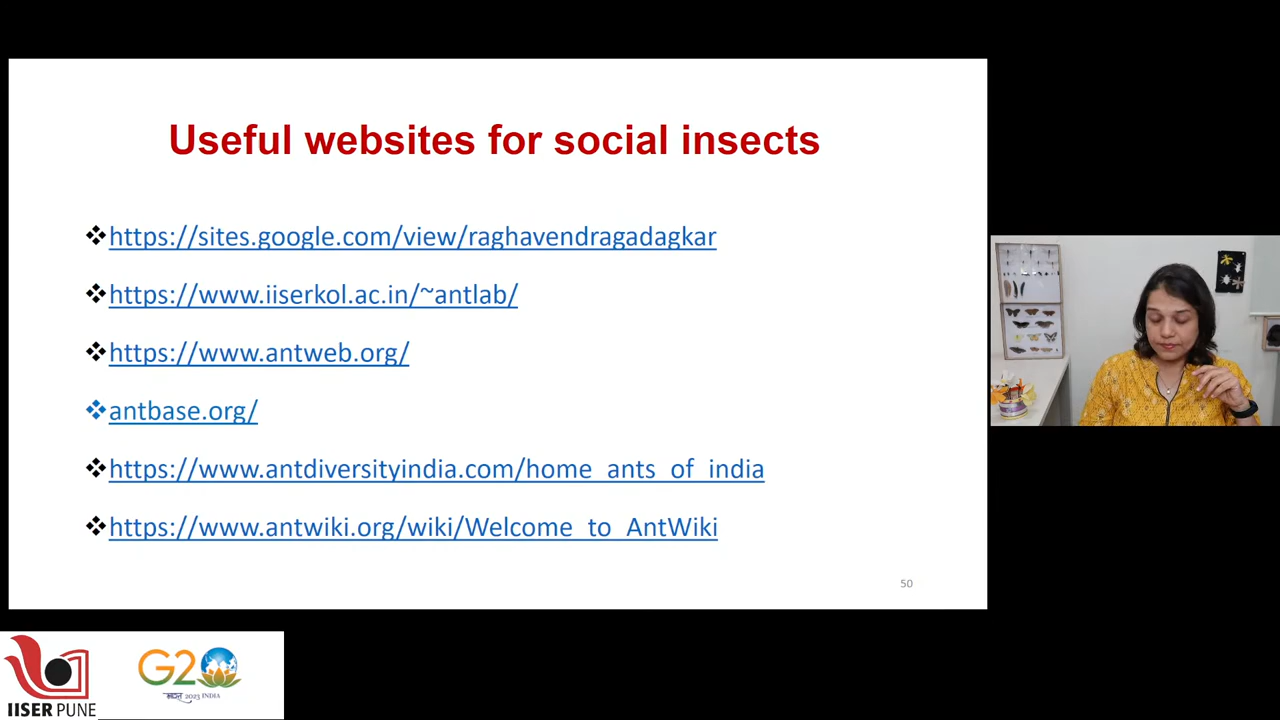 Useful websites for social insects
❖https://sites.google.com/view/raghavendragadagkar
❖https://www.iiserkol.ac.in/~antlab/
❖https://www.antweb.org/
❖antbase.org/
❖https://www.antdiversityindia.com/home_ants_of_india
❖https://www.antwiki.org/wiki/Welcome_to_AntWiki
50
IISER PUNE
G20
भारत 2023 INDIA